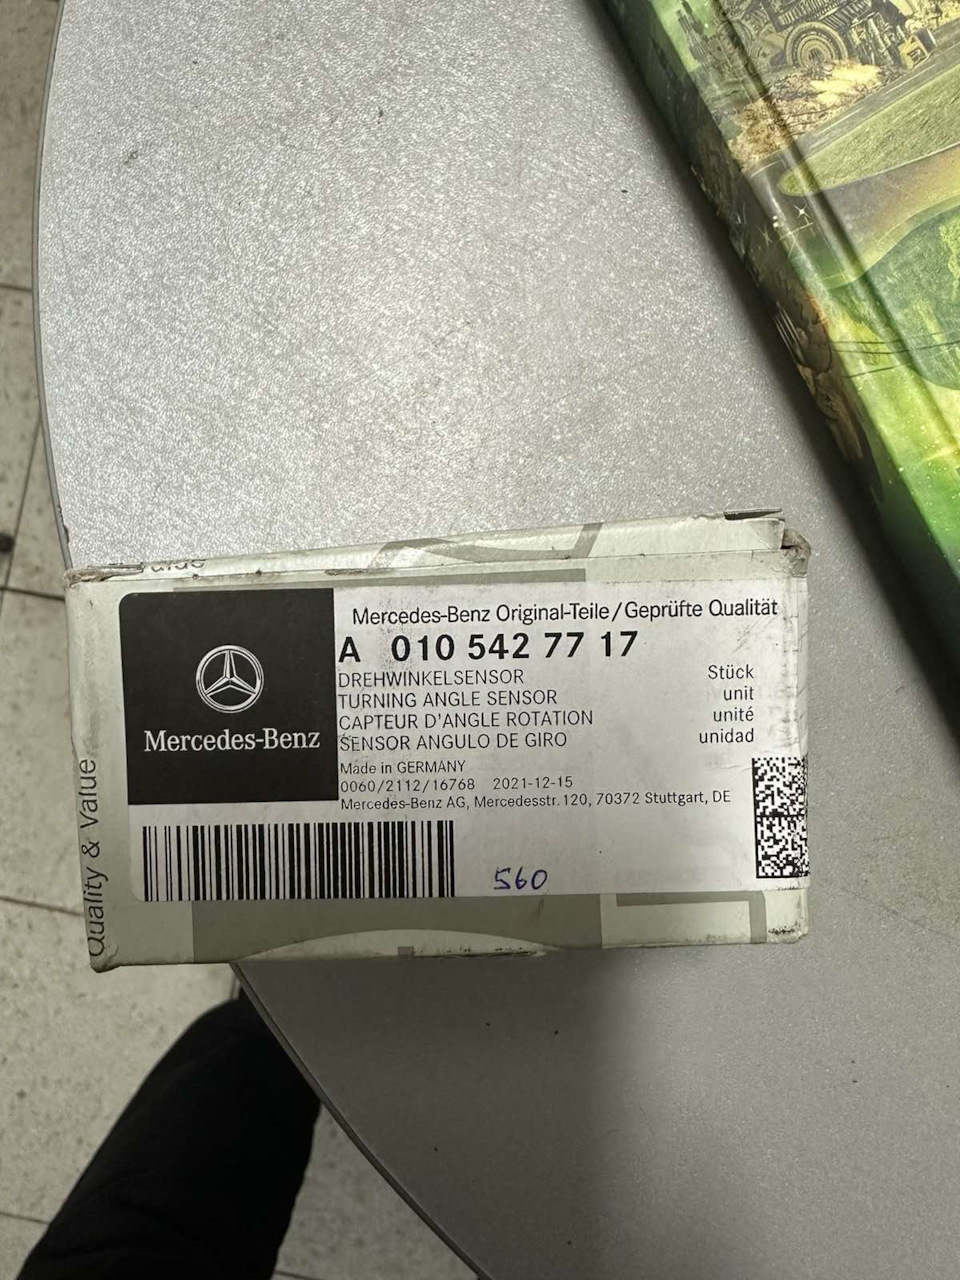 Mercedes-Benz Original-Teile/Geprüfte Qualität
A 010 542 77 17
DREHWINKELSENSOR Stück
TURNING ANGLE SENSOR unit
CAPTEUR D'ANGLE ROTATION unité
SENSOR ANGULO DE GIRO unidad
Made in GERMANY
0060/2112/16768 2021-12-15
Mercedes-Benz AG, Mercedesstr. 120, 70372 Stuttgart, DE
Mercedes-Benz
560
Quality & Value